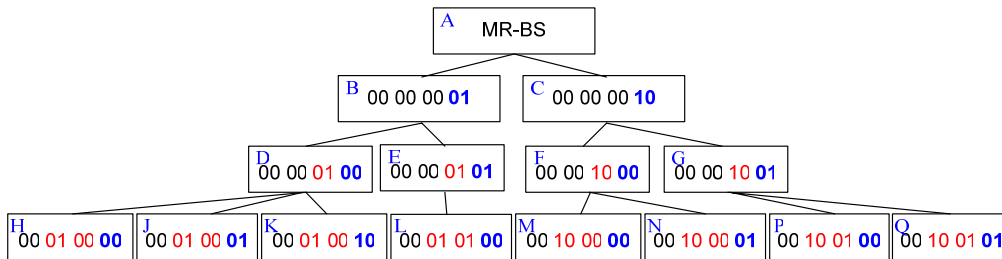 A MR-BS
B 00 00 00 01
C 00 00 00 10
D 00 00 01 00
E 00 00 01 01
F 00 00 10 00
G 00 00 10 01
H 00 01 00 00
J 00 01 00 01
K 00 01 00 10
L 00 01 01 00
M 00 10 00 00
N 00 10 00 01
P 00 10 01 00
Q 00 10 01 01